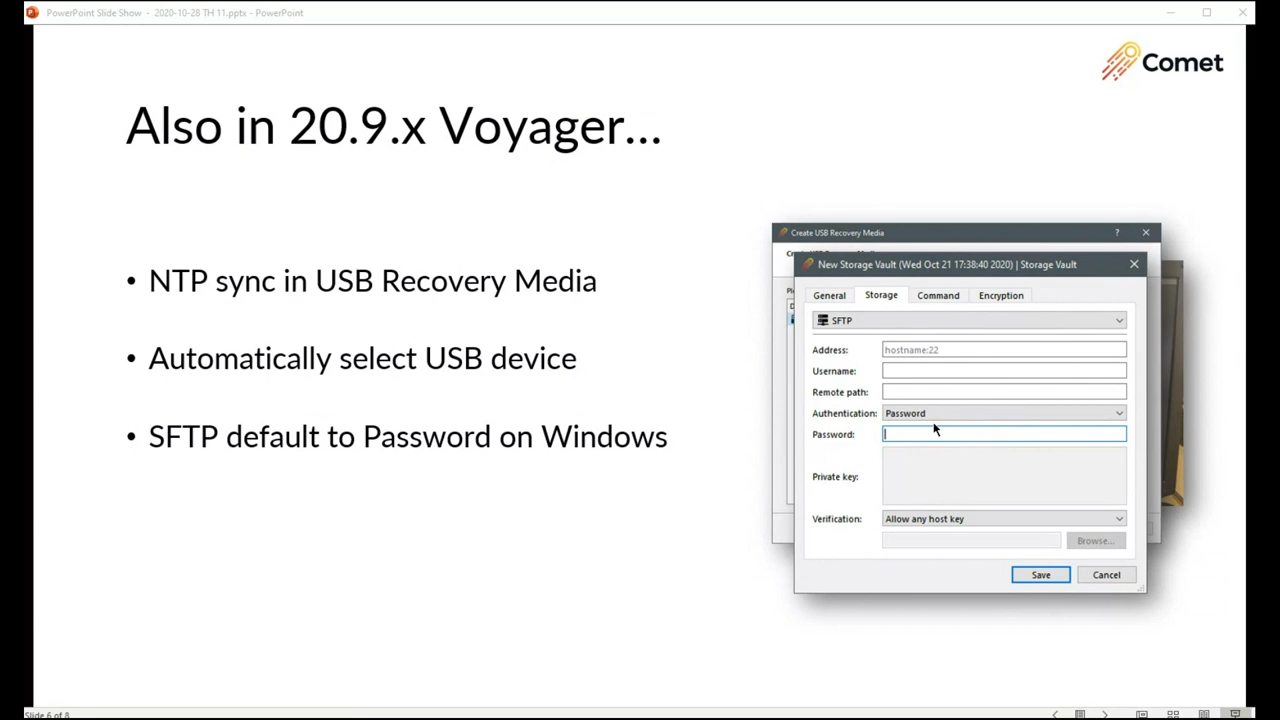 PowerPoint Slide Show - 2020-10-28 TH 11.pptx - PowerPoint
Comet
Also in 20.9.x Voyager...
• NTP sync in USB Recovery Media
• Automatically select USB device
• SFTP default to Password on Windows
Create USB Recovery Media
New Storage Vault (Wed Oct 21 17:38:40 2020) | Storage Vault
General Storage Command Encryption
SFTP
Address: hostname:22
Username:
Remote path:
Authentication: Password
Password:
Private key:
Verification: Allow any host key
Browse...
Save Cancel
Slide 6 of 8